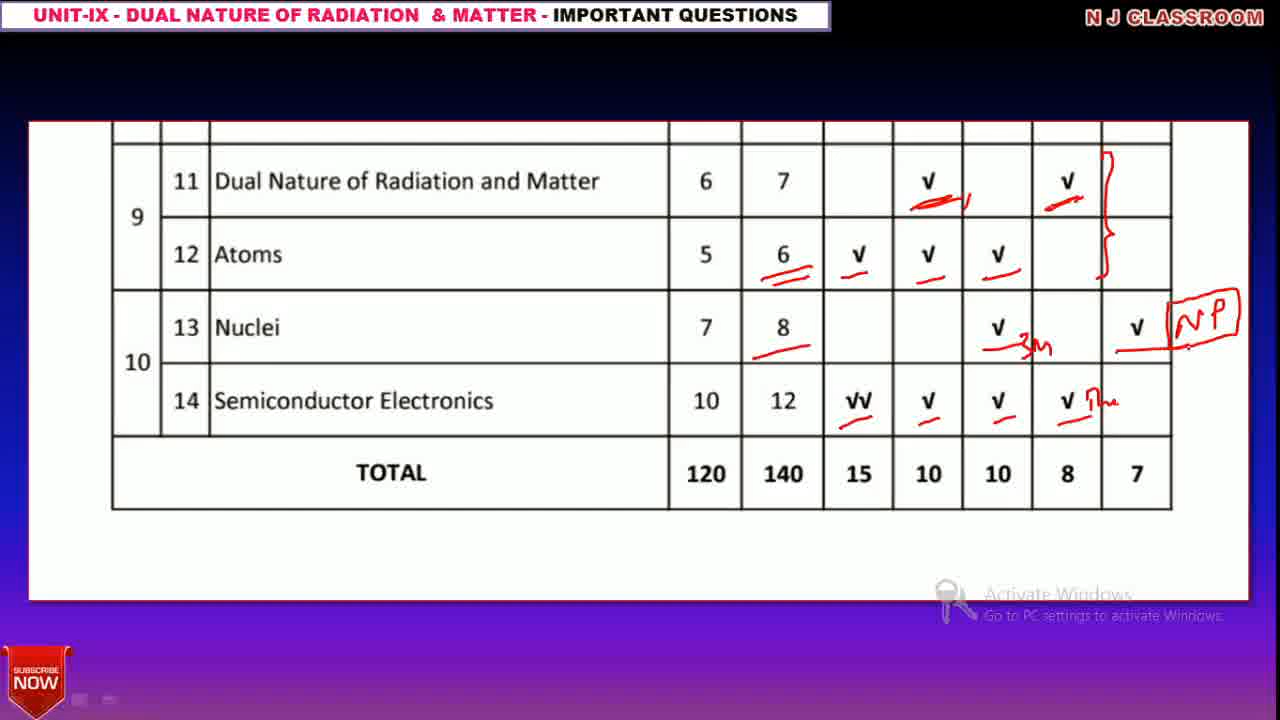 UNIT-IX - DUAL NATURE OF RADIATION & MATTER - IMPORTANT QUESTIONS
N J CLASSROOM
9
11 Dual Nature of Radiation and Matter 6 7 √ √
12 Atoms 5 6 √ √ √
10
13 Nuclei 7 8 √ 3m √ NP
14 Semiconductor Electronics 10 12 √√ √ √ √
TOTAL 120 140 15 10 10 8 7
Activate Windows
Go to PC settings to activate Windows.
SUBSCRIBE
NOW